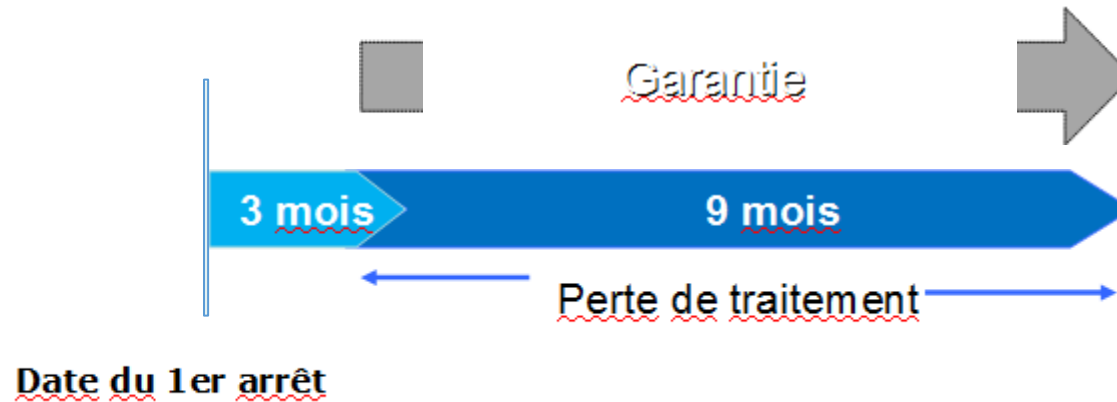 Garantie
3 mois
9 mois
Perte de traitement
Date du 1er arrêt